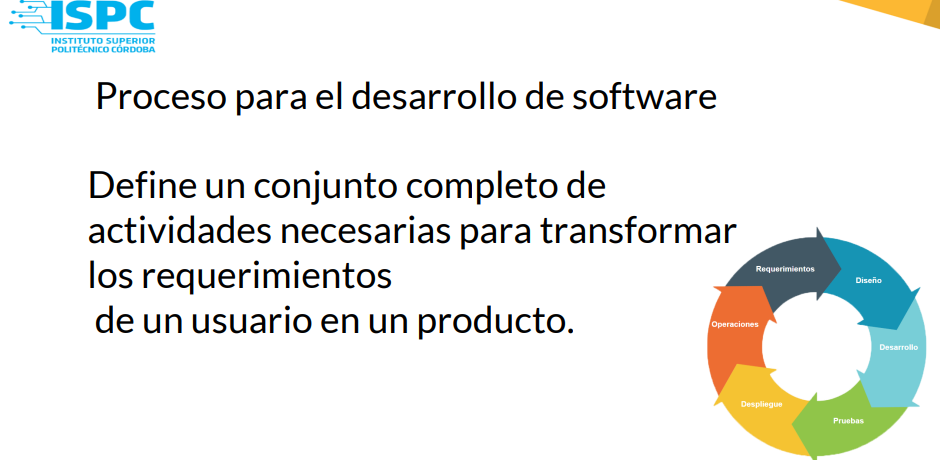 ISPC
INSTITUTO SUPERIOR
POLITÉCNICO CÓRDOBA
Proceso para el desarrollo de software
Define un conjunto completo de
actividades necesarias para transformar
los requerimientos
de un usuario en un producto.
Requerimientos
Diseño
Desarrollo
Pruebas
Despliegue
Operaciones